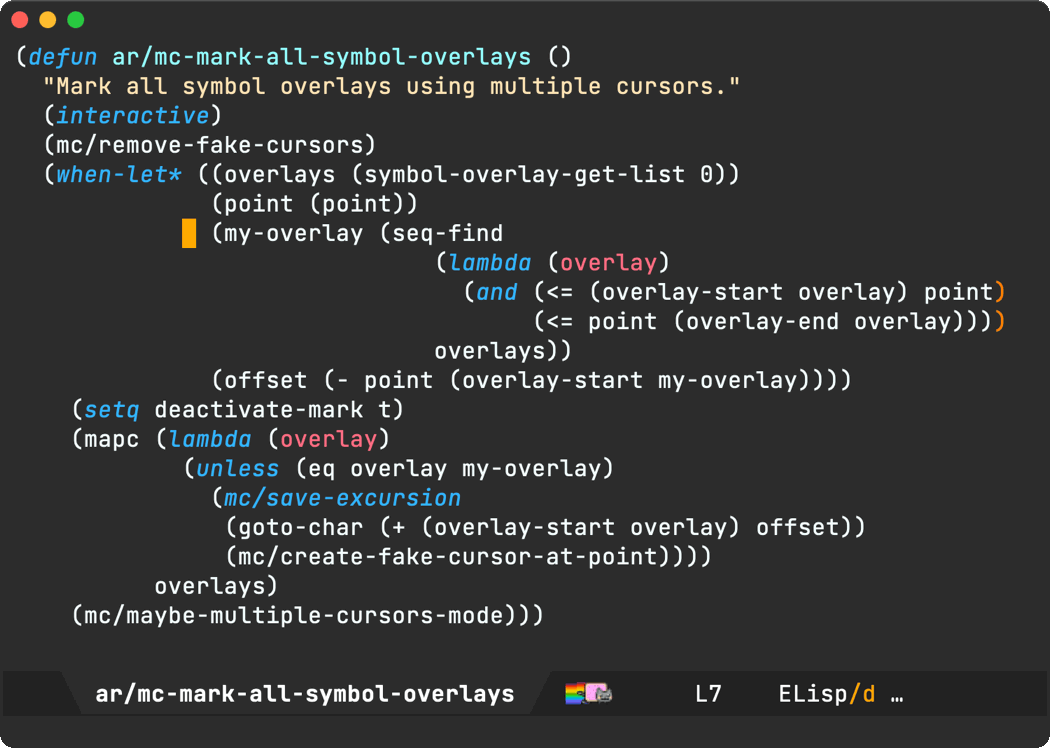 (defun ar/mc-mark-all-symbol-overlays ()
  "Mark all symbol overlays using multiple cursors."
  (interactive)
  (mc/remove-fake-cursors)
  (when-let* ((overlays (symbol-overlay-get-list 0))
              (point (point))
              (my-overlay (seq-find
                              (lambda (overlay)
                                (and (<= (overlay-start overlay) point)
                                     (<= point (overlay-end overlay))))
                              overlays))
              (offset (- point (overlay-start my-overlay))))
    (setq deactivate-mark t)
    (mapc (lambda (overlay)
            (unless (eq overlay my-overlay)
              (mc/save-excursion
               (goto-char (+ (overlay-start overlay) offset))
               (mc/create-fake-cursor-at-point))))
          overlays)
    (mc/maybe-multiple-cursors-mode)))
ar/mc-mark-all-symbol-overlays L7 ELisp/d …